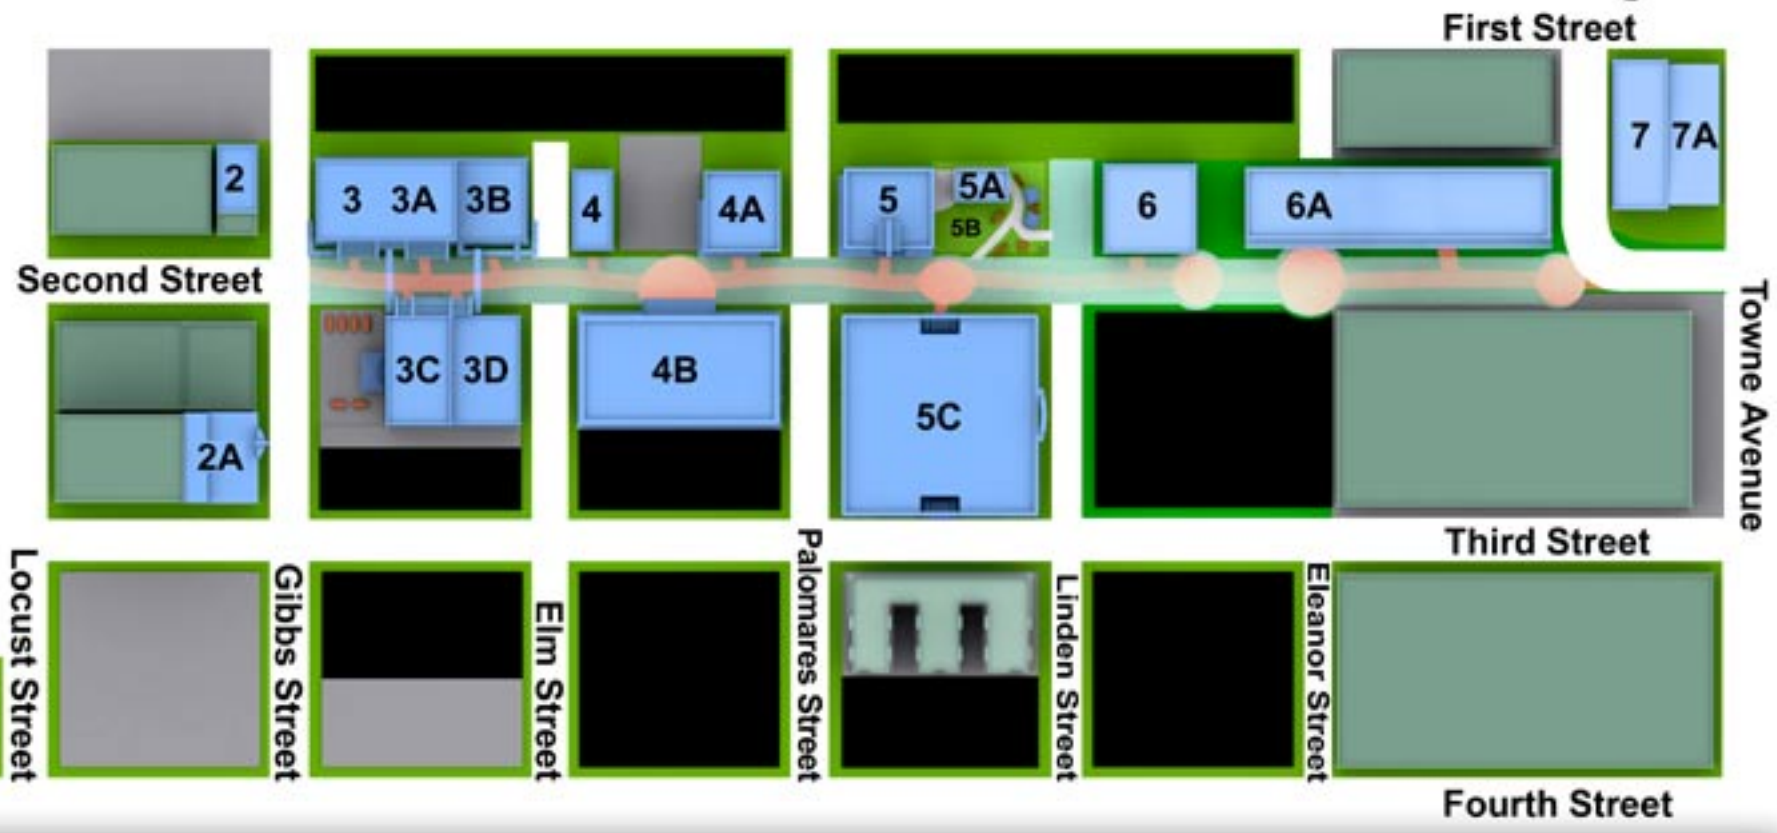 First Street
7 7A
2
3 3A 3B
4
4A
5
5A
5B
6
6A
Second Street
3C 3D
4B
5C
2A
Towne Avenue
Third Street
Locust Street
Gibbs Street
Elm Street
Palomares Street
Linden Street
Eleanor Street
Fourth Street